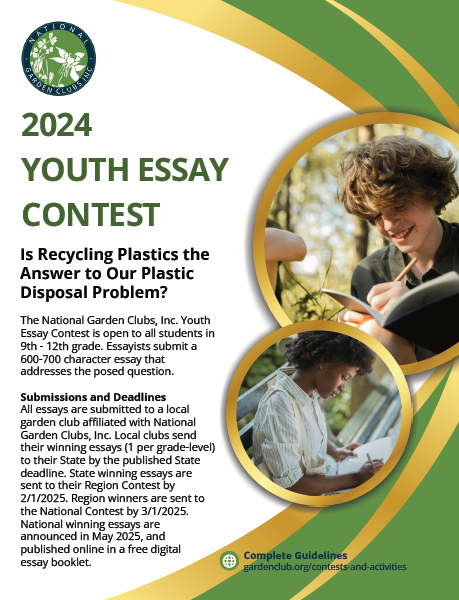 NATIONAL
GARDEN CLUBS INC
2024
YOUTH ESSAY
CONTEST
Is Recycling Plastics the
Answer to Our Plastic
Disposal Problem?
The National Garden Clubs, Inc. Youth
Essay Contest is open to all students in
9th - 12th grade. Essayists submit a
600-700 character essay that
addresses the posed question.
Submissions and Deadlines
All essays are submitted to a local
garden club affiliated with National
Garden Clubs, Inc. Local clubs send
their winning essays (1 per grade-level)
to their State by the published State
deadline. State winning essays are
sent to their Region Contest by
2/1/2025. Region winners are sent to
the National Contest by 3/1/2025.
National winning essays are
announced in May 2025, and
published online in a free digital
essay booklet.
Complete Guidelines
gardenclub.org/contests-and-activities